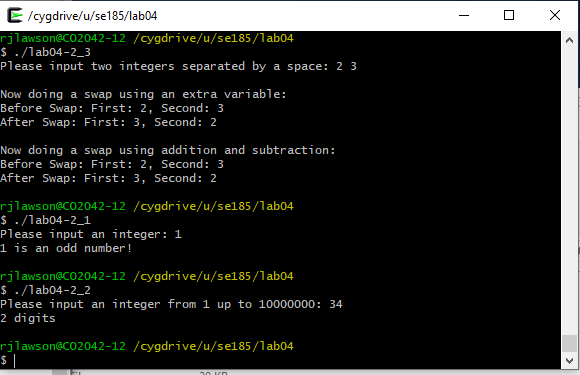 /cygdrive/u/se185/lab04
rjlawson@CO2042-12 /cygdrive/u/se185/lab04
$ ./lab04-2_3
Please input two integers separated by a space: 2 3
Now doing a swap using an extra variable:
Before Swap: First: 2, Second: 3
After Swap: First: 3, Second: 2
Now doing a swap using addition and subtraction:
Before Swap: First: 2, Second: 3
After Swap: First: 3, Second: 2
rjlawson@CO2042-12 /cygdrive/u/se185/lab04
$ ./lab04-2_1
Please input an integer: 1
1 is an odd number!
rjlawson@CO2042-12 /cygdrive/u/se185/lab04
$ ./lab04-2_2
Please input an integer from 1 up to 10000000: 34
2 digits
rjlawson@CO2042-12 /cygdrive/u/se185/lab04
$